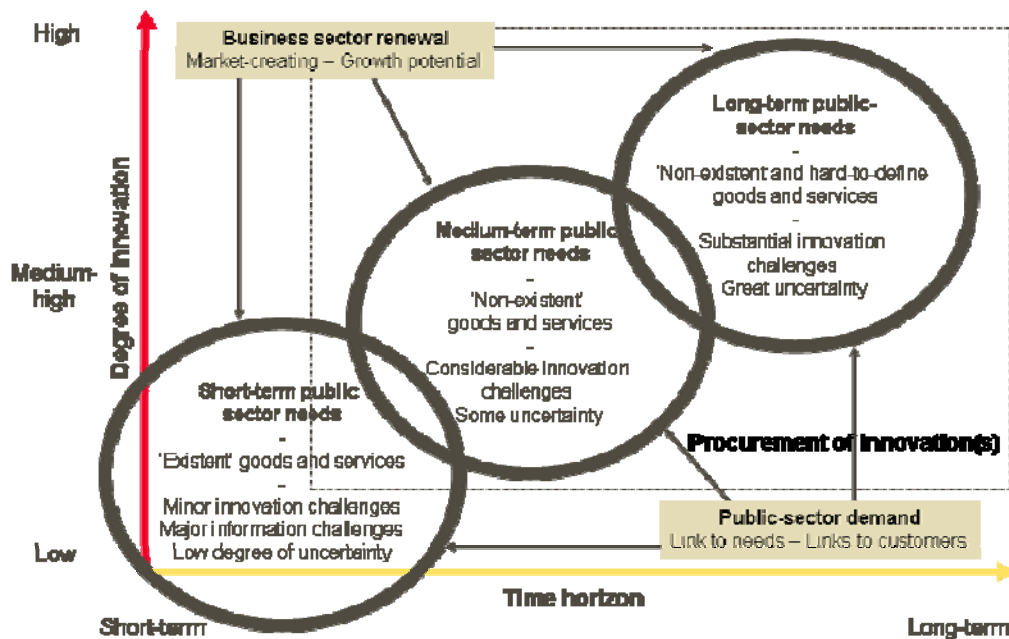 High
Business sector renewal
Market-creating – Growth potential
Long-term public-
sector needs
-
'Non-existent and hard-to-define
goods and services
-
Substantial innovation
challenges
Great uncertainty
Degree of innovation
Medium-
high
Medium-term public
sector needs
-
'Non-existent'
goods and services
-
Considerable innovation
challenges
Some uncertainty
Short-term public
sector needs
-
'Existent' goods and services
-
Minor innovation challenges
Major information challenges
Low degree of uncertainty
Procurement of innovation(s)
Public-sector demand
Link to needs – Links to customers
Low
Time horizon
Short-term
Long-term